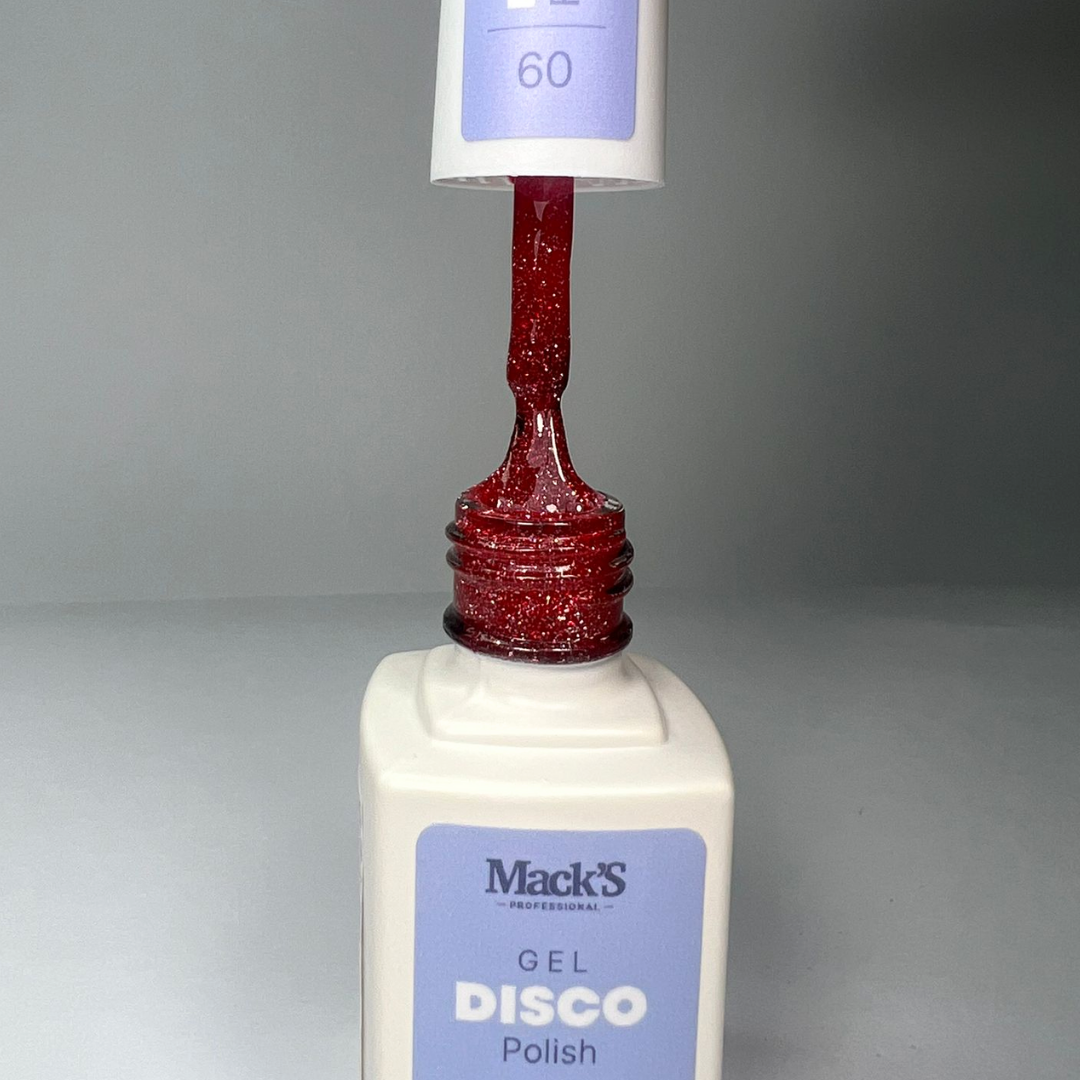 60
Mack'S
PROFESSIONAL
GEL
DISCO
Polish